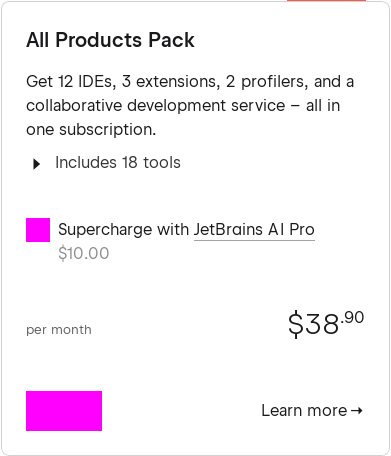 All Products Pack
Get 12 IDEs, 3 extensions, 2 profilers, and a
collaborative development service – all in
one subscription.
Includes 18 tools
Supercharge with JetBrains AI Pro
$10.00
per month
$38.90
Learn more →